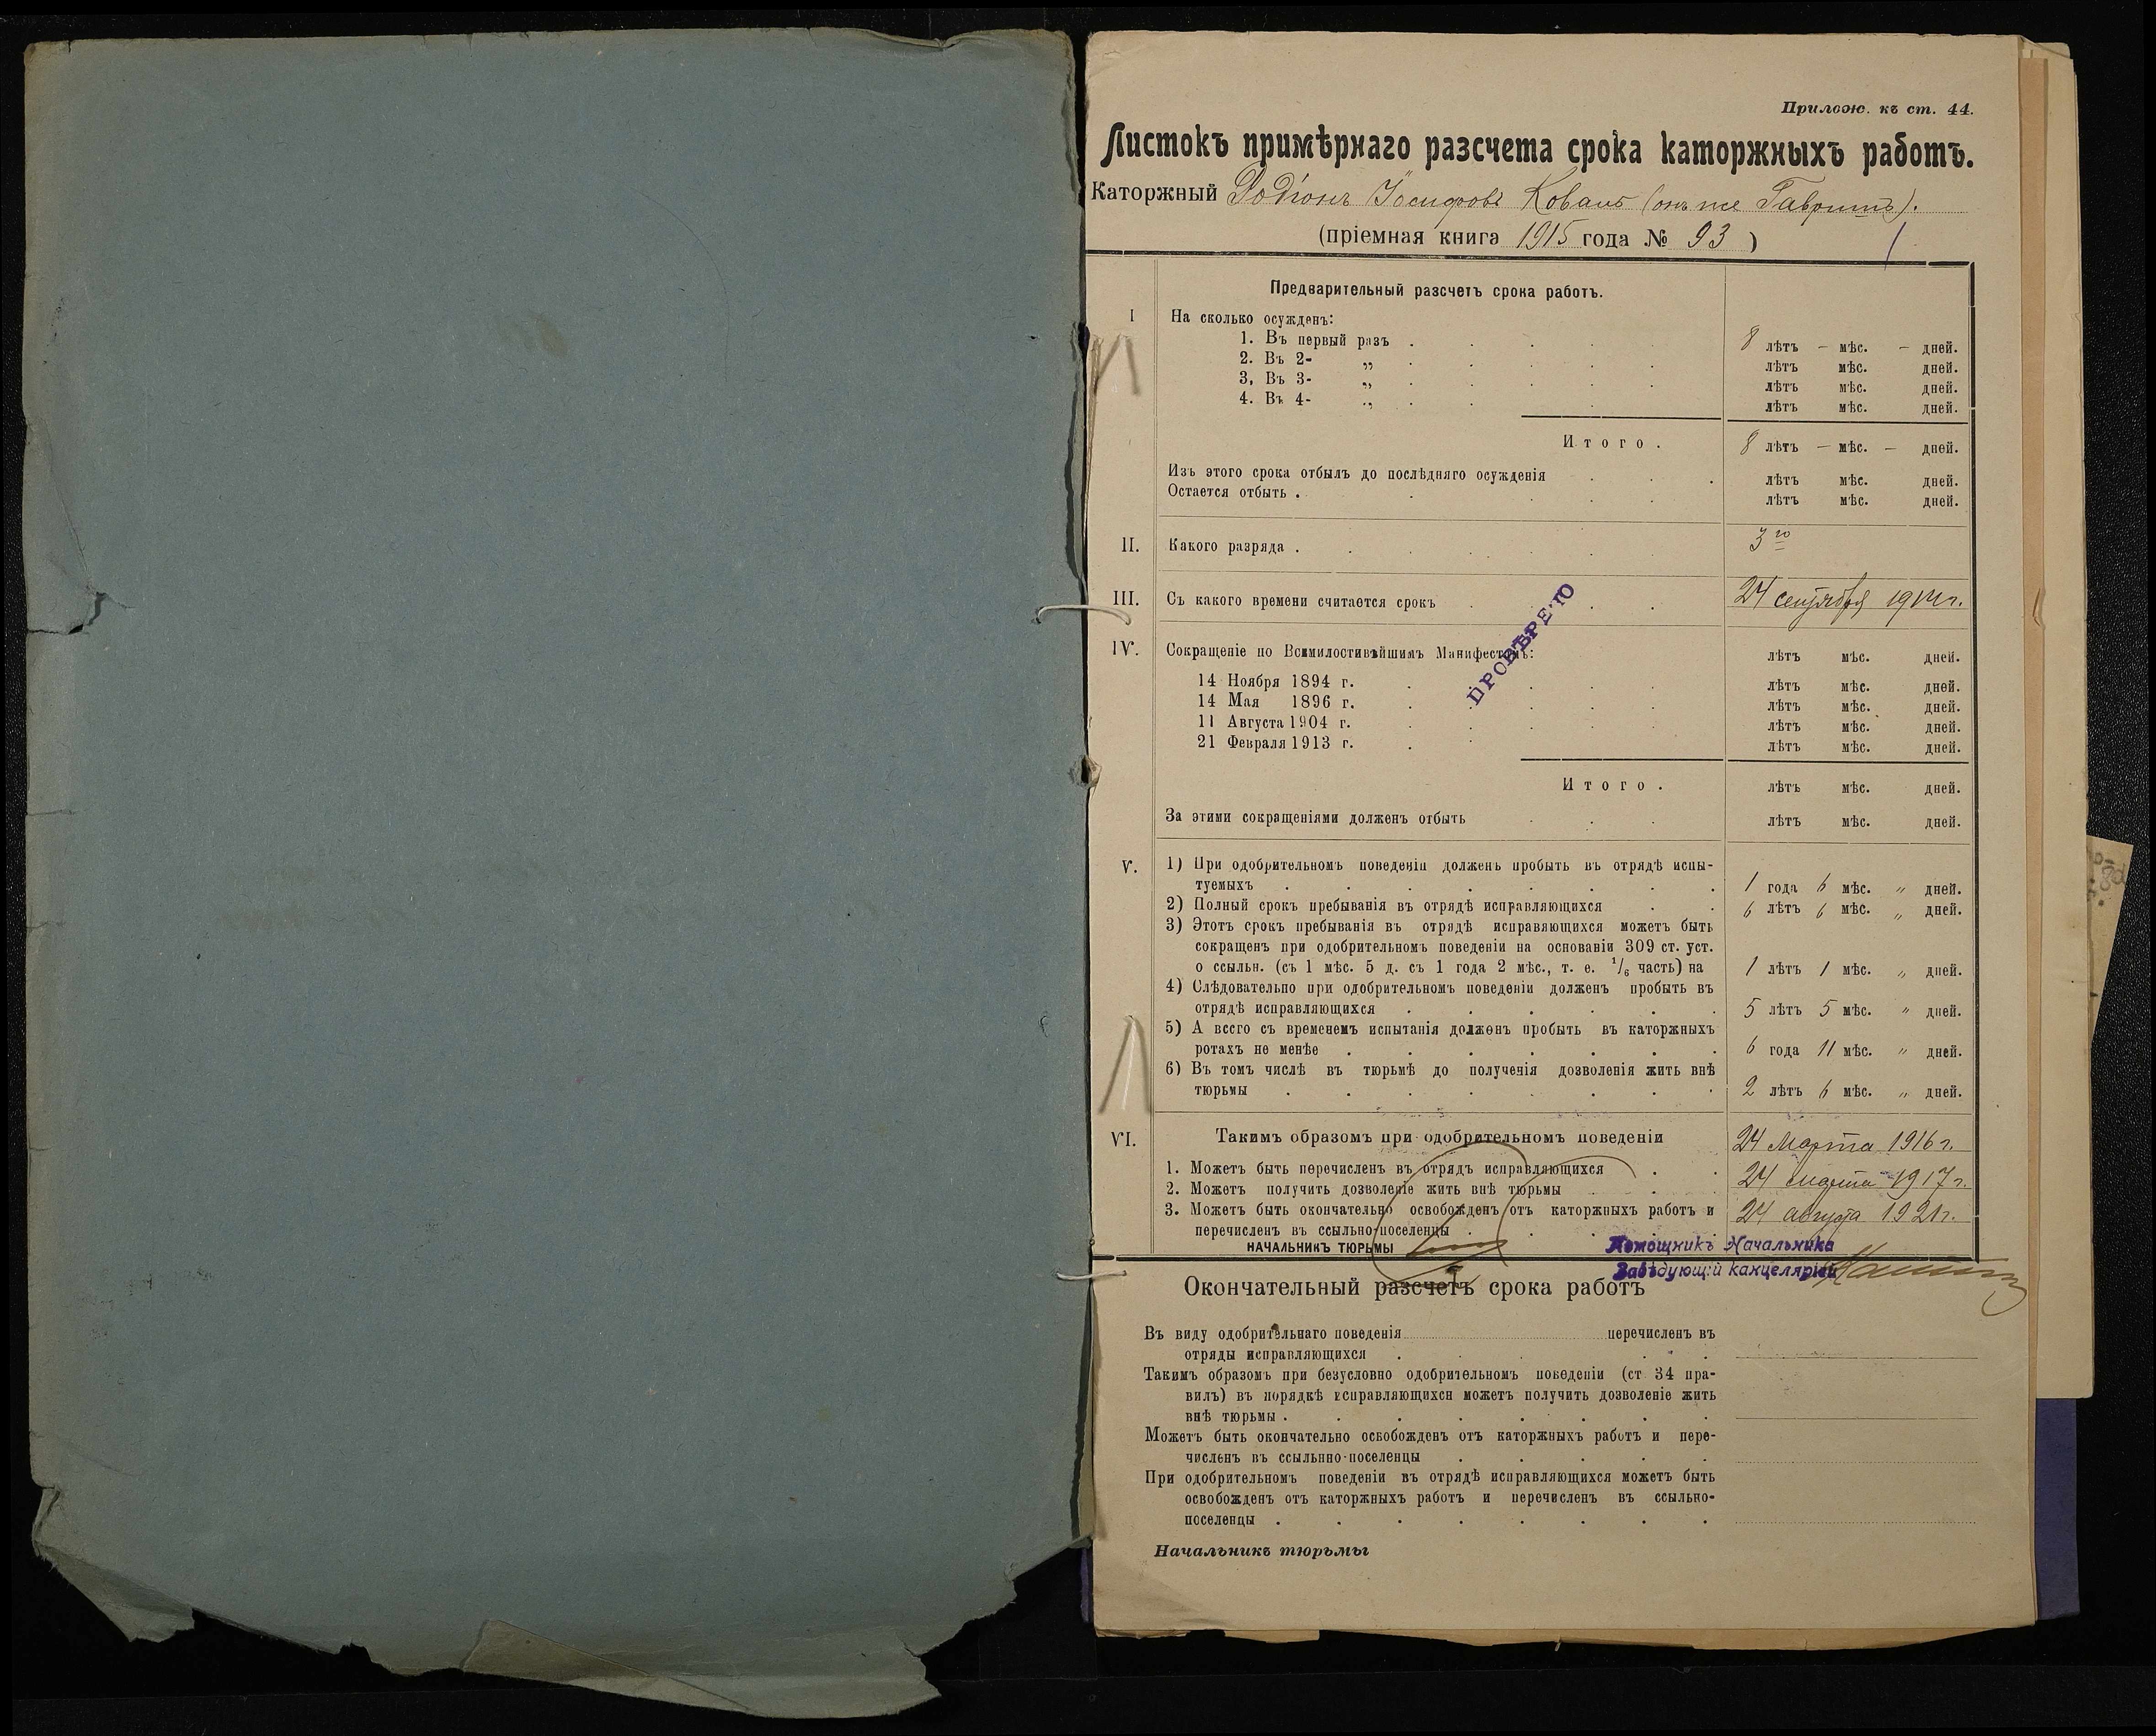 Прилож. къ ст. 44.
Листокъ примѣрнаго разсчета срока каторжныхъ работъ.
Каторжный Родіонъ Іосифовъ Коваль (онъ же Гавришъ).
(пріемная книга 1915 года № 93)
Предварительный разсчетъ срока работъ.
I На сколько осужденъ:
1. Въ первый разъ . . . . . 8 лѣтъ — мѣс. — дней.
2. Въ 2- „ . . . . . лѣтъ мѣс. дней.
3, Въ 3- „ . . . . . лѣтъ мѣс. дней.
4. Въ 4- „ . . . . лѣтъ мѣс. дней.
Итого. 8 лѣтъ — мѣс. — дней.
Изъ этого срока отбылъ до послѣдняго осужденія . . . лѣтъ мѣс. дней.
Остается отбыть . . . . . лѣтъ мѣс. дней.
II. Какого разряда . . . . . . 3го
III. Съ какого времени считается срокъ . . . . 24 сентября 1914 г.
IV. Сокращеніе по Всемилостивѣйшимъ Манифестамъ: лѣтъ мѣс. дней.
ПРОВѢРЕНО
14 Ноября 1894 г. . . . . . лѣтъ мѣс. дней.
14 Мая 1896 г. . . . . . лѣтъ мѣс. дней.
11 Августа 1904 г. . . . . . лѣтъ мѣс. дней.
21 Февраля 1913 г. . . . . . лѣтъ мѣс. дней.
Итого. лѣтъ мѣс. дней.
За этими сокращеніями долженъ отбыть . . . лѣтъ мѣс. дней.
V. 1) При одобрительномъ поведеніи долженъ пробыть въ отрядѣ испы-
туемыхъ . . . . . . . . 1 года 6 мѣс. „ дней.
2) Полный срокъ пребыванія въ отрядѣ исправляющихся . . 6 лѣтъ 6 мѣс. „ дней.
3) Этотъ срокъ пребыванія въ отрядѣ исправяющихся можетъ быть
сокращенъ при одобрительномъ поведеніи на основаніи 309 ст. уст.
о ссыльн. (съ 1 мѣс. 5 д. съ 1 года 2 мѣс., т. е. 1/6 часть) на 1 лѣтъ 1 мѣс. „ дней.
4) Слѣдовательно при одобрительномъ поведеніи долженъ пробыть въ
отрядѣ исправляющихся . . . . . . 5 лѣтъ 5 мѣс. „ дней.
5) А всего съ временемъ испытанія долженъ пробыть въ каторжныхъ
ротахъ не менѣе . . . . . . . 6 года 11 мѣс. „ дней.
6) Въ томъ числѣ въ тюрьмѣ до полученія дозволенія жить внѣ
тюрьмы . . . . . . . . 2 лѣтъ 6 мѣс. „ дней.
VI. Такимъ образомъ при одобрительномъ поведеніи 24 Марта 1916 г.
1. Можетъ быть перечисленъ въ отрядъ исправляющихся . .
2. Можетъ получить дозволеніе жить внѣ тюрьмы . . . 24 марта 1917 г.
3. Можетъ быть окончательно освобожденъ отъ каторжныхъ работъ и 24 августа 1921 г.
перечисленъ въ ссыльно-поселенцы . . . . .
НАЧАЛЬНИКЪ ТЮРЬМЫ Помощникъ Начальника
Завѣдующій канцеляріей
Окончательный разсчетъ срока работъ
Въ виду одобрительнаго поведенія перечисленъ въ
отряды исправляющихся . . . . .
Такимъ образомъ при безусловно одобрительномъ поведеніи (ст 34 пра-
вилъ) въ порядкѣ исправляющихся можетъ получить дозволеніе жить
внѣ тюрьмы . . . . . . . .
Можетъ быть окончательно освобожденъ отъ каторжныхъ работъ и пере-
численъ въ ссыльнно-поселенцы . . . . .
При одобрительномъ поведеніи въ отрядѣ исправляющихся можетъ быть
освобожденъ отъ каторжныхъ работъ и перечисленъ въ ссыльно-
поселенцы . . . . . . . .
Начальникъ тюрьмы